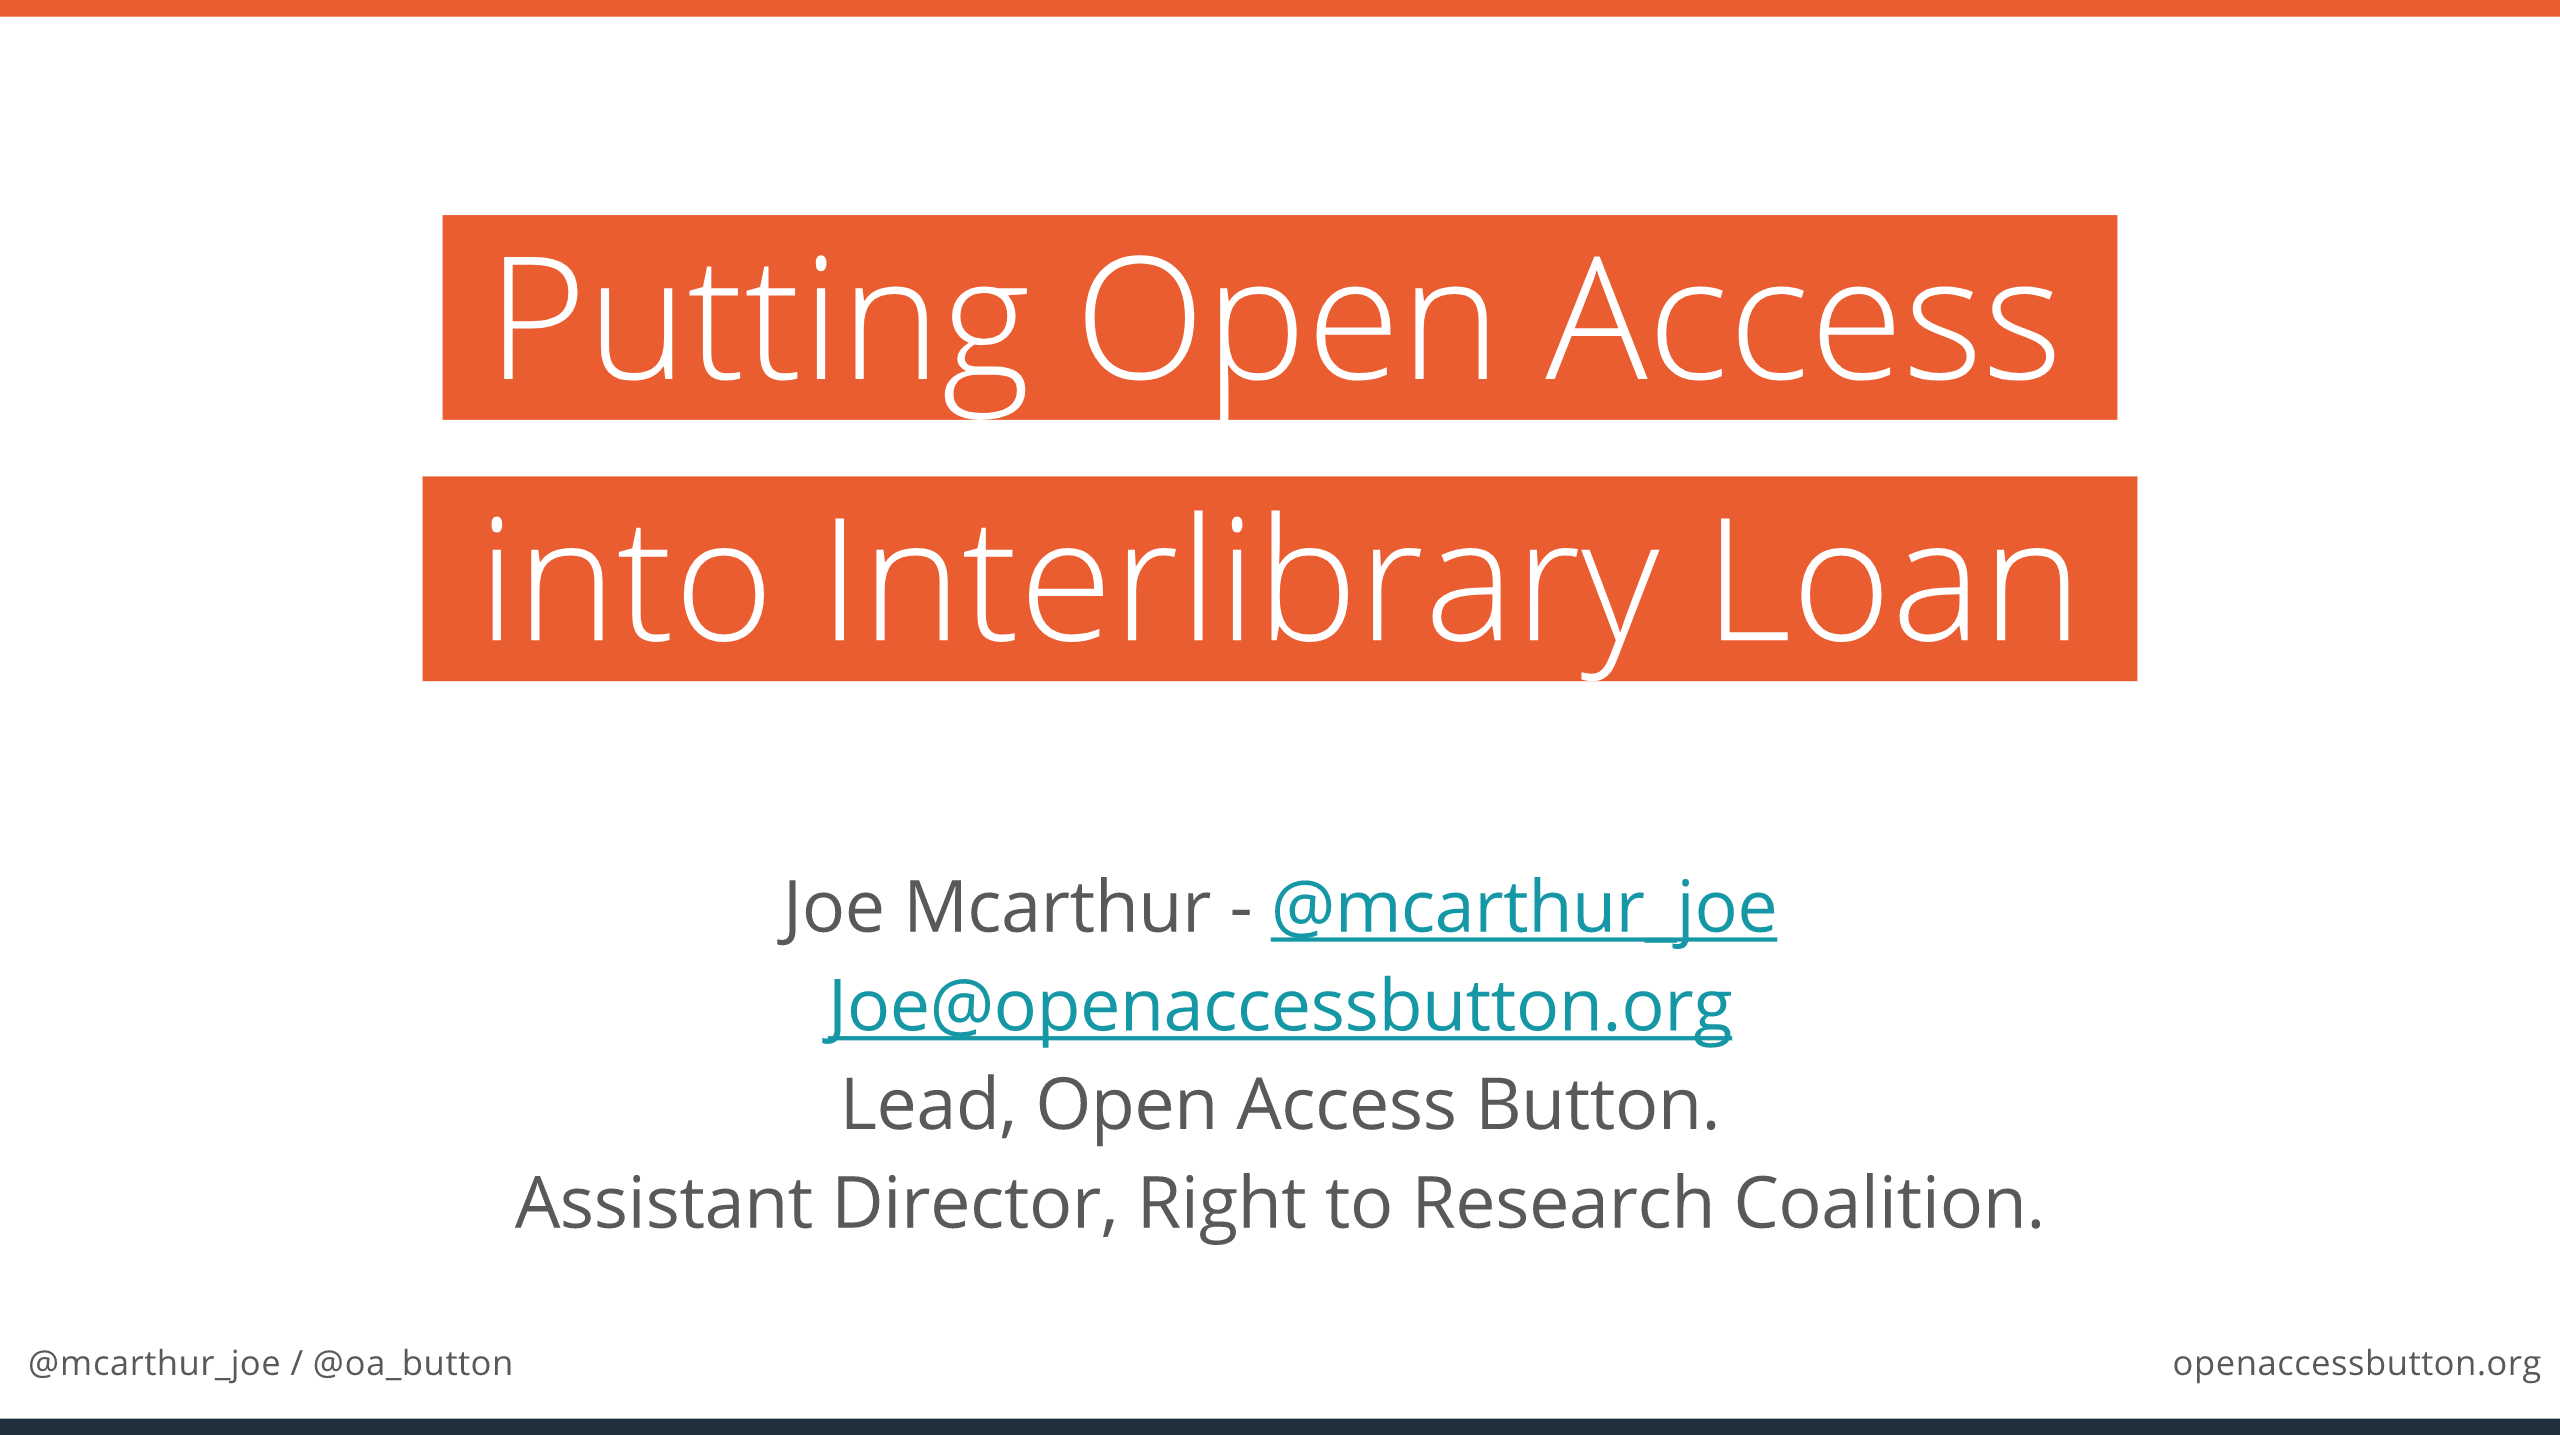 Putting Open Access
into Interlibrary Loan
Joe Mcarthur - @mcarthur_joe
Joe@openaccessbutton.org
Lead, Open Access Button.
Assistant Director, Right to Research Coalition.
@mcarthur_joe / @oa_button
openaccessbutton.org